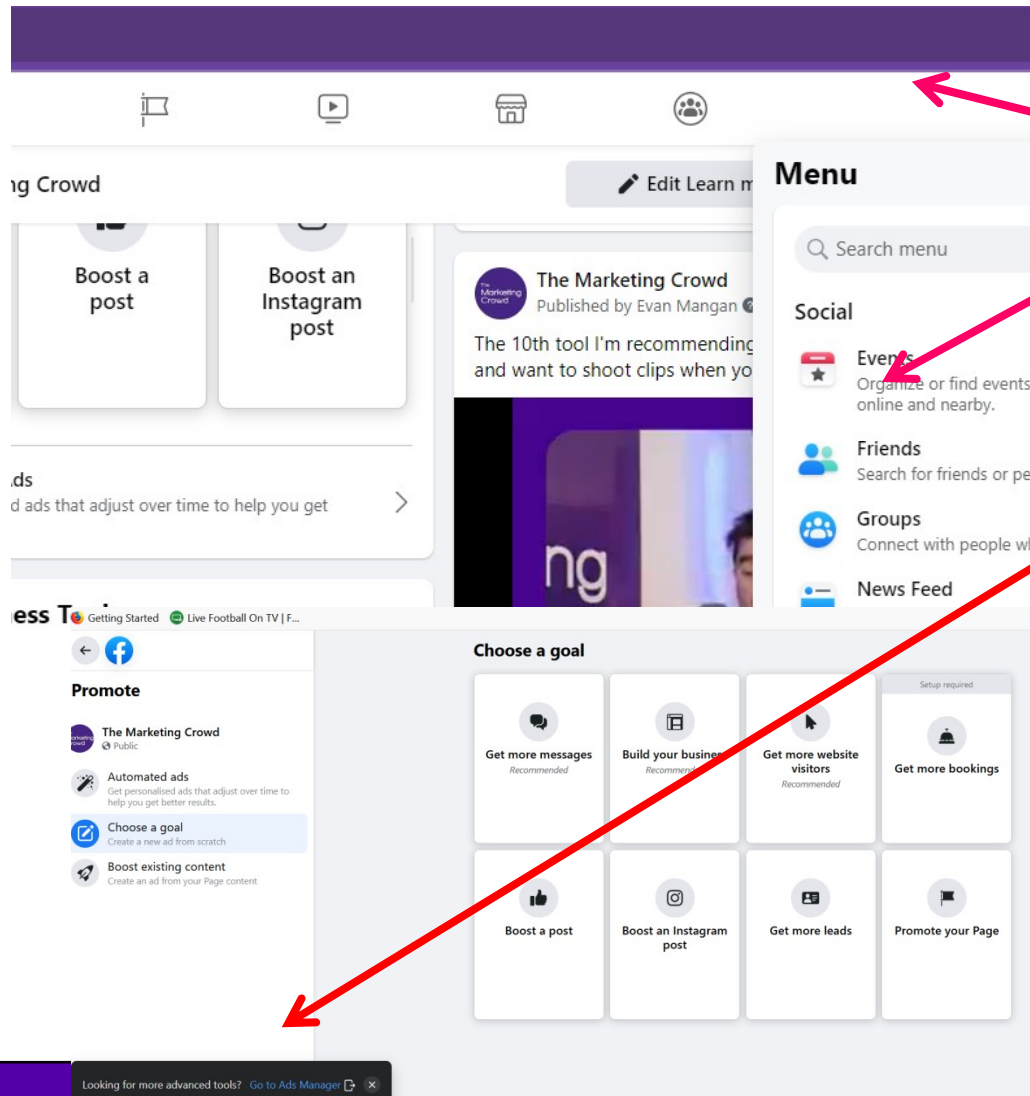 ng Crowd
Edit Learn m
Menu
Search menu
Boost a
post
Boost an
Instagram
post
The Marketing Crowd
Published by Evan Mangan
The 10th tool I'm recommending
and want to shoot clips when yo
Social
Events
Organize or find events
online and nearby.
Friends
Search for friends or pe
Groups
Connect with people wh
News Feed
Ads
d ads that adjust over time to help you get
ng
ess T
Getting Started
Live Football On TV | F...
Promote
The Marketing Crowd
Public
Automated ads
Get personalised ads that adjust over time to
help you get better results.
Choose a goal
Create a new ad from scratch
Boost existing content
Create an ad from your Page content
Choose a goal
Get more messages
Recommended
Build your business
Recommended
Get more website
visitors
Recommended
Setup required
Get more bookings
Boost a post
Boost an Instagram
post
Get more leads
Promote your Page
Looking for more advanced tools? Go to Ads Manager